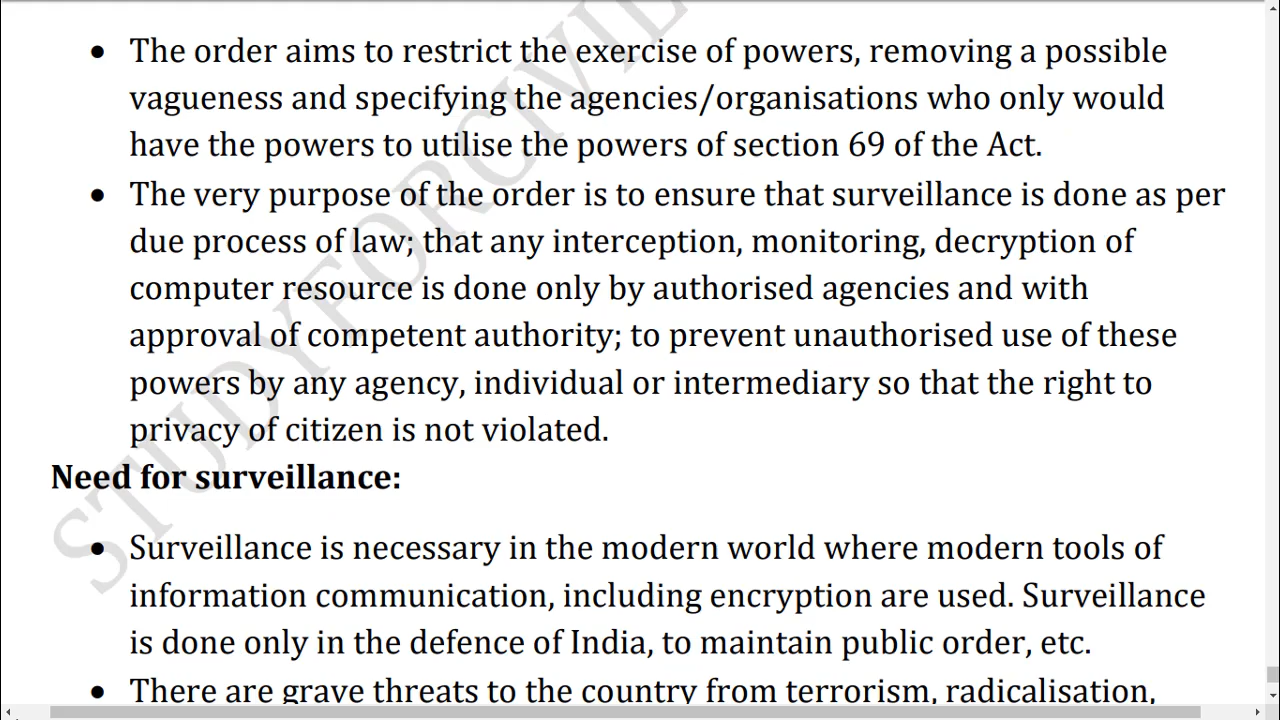 • The order aims to restrict the exercise of powers, removing a possible
vagueness and specifying the agencies/organisations who only would
have the powers to utilise the powers of section 69 of the Act.
• The very purpose of the order is to ensure that surveillance is done as per
due process of law; that any interception, monitoring, decryption of
computer resource is done only by authorised agencies and with
approval of competent authority; to prevent unauthorised use of these
powers by any agency, individual or intermediary so that the right to
privacy of citizen is not violated.
Need for surveillance:
• Surveillance is necessary in the modern world where modern tools of
information communication, including encryption are used. Surveillance
is done only in the defence of India, to maintain public order, etc.
• There are grave threats to the country from terrorism, radicalisation,
STUDYFORCIVIL